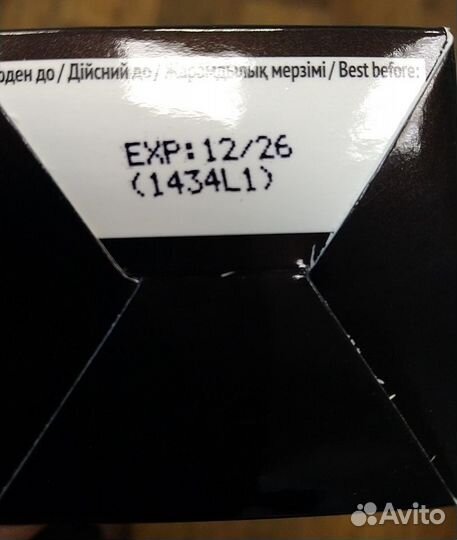 оден до / Дійсний до / Жарамдылық мерзімі / Best before:
EXP:12/26
(1434L1)
Avito